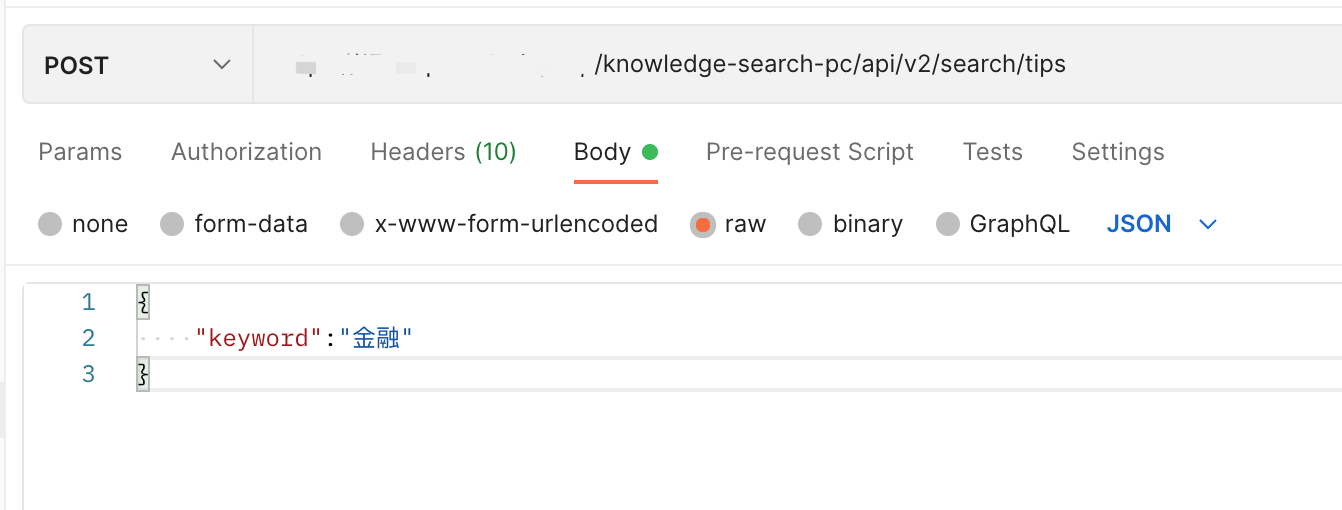 POST /knowledge-search-pc/api/v2/search/tips
Params Authorization Headers (10) Body Pre-request Script Tests Settings
none form-data x-www-form-urlencoded raw binary GraphQL JSON
1 {
2 "keyword":"金融"
3 }